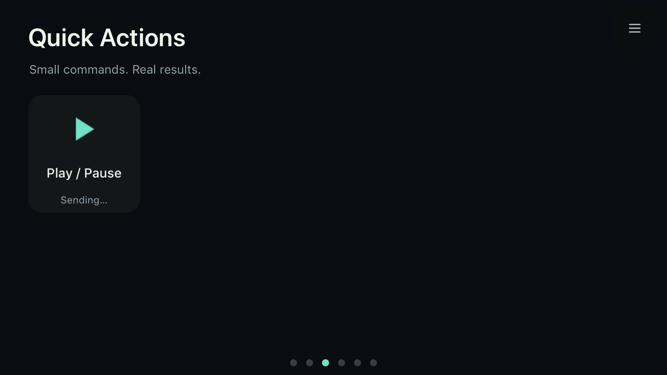 Quick Actions
Small commands. Real results.
Play / Pause
Sending...